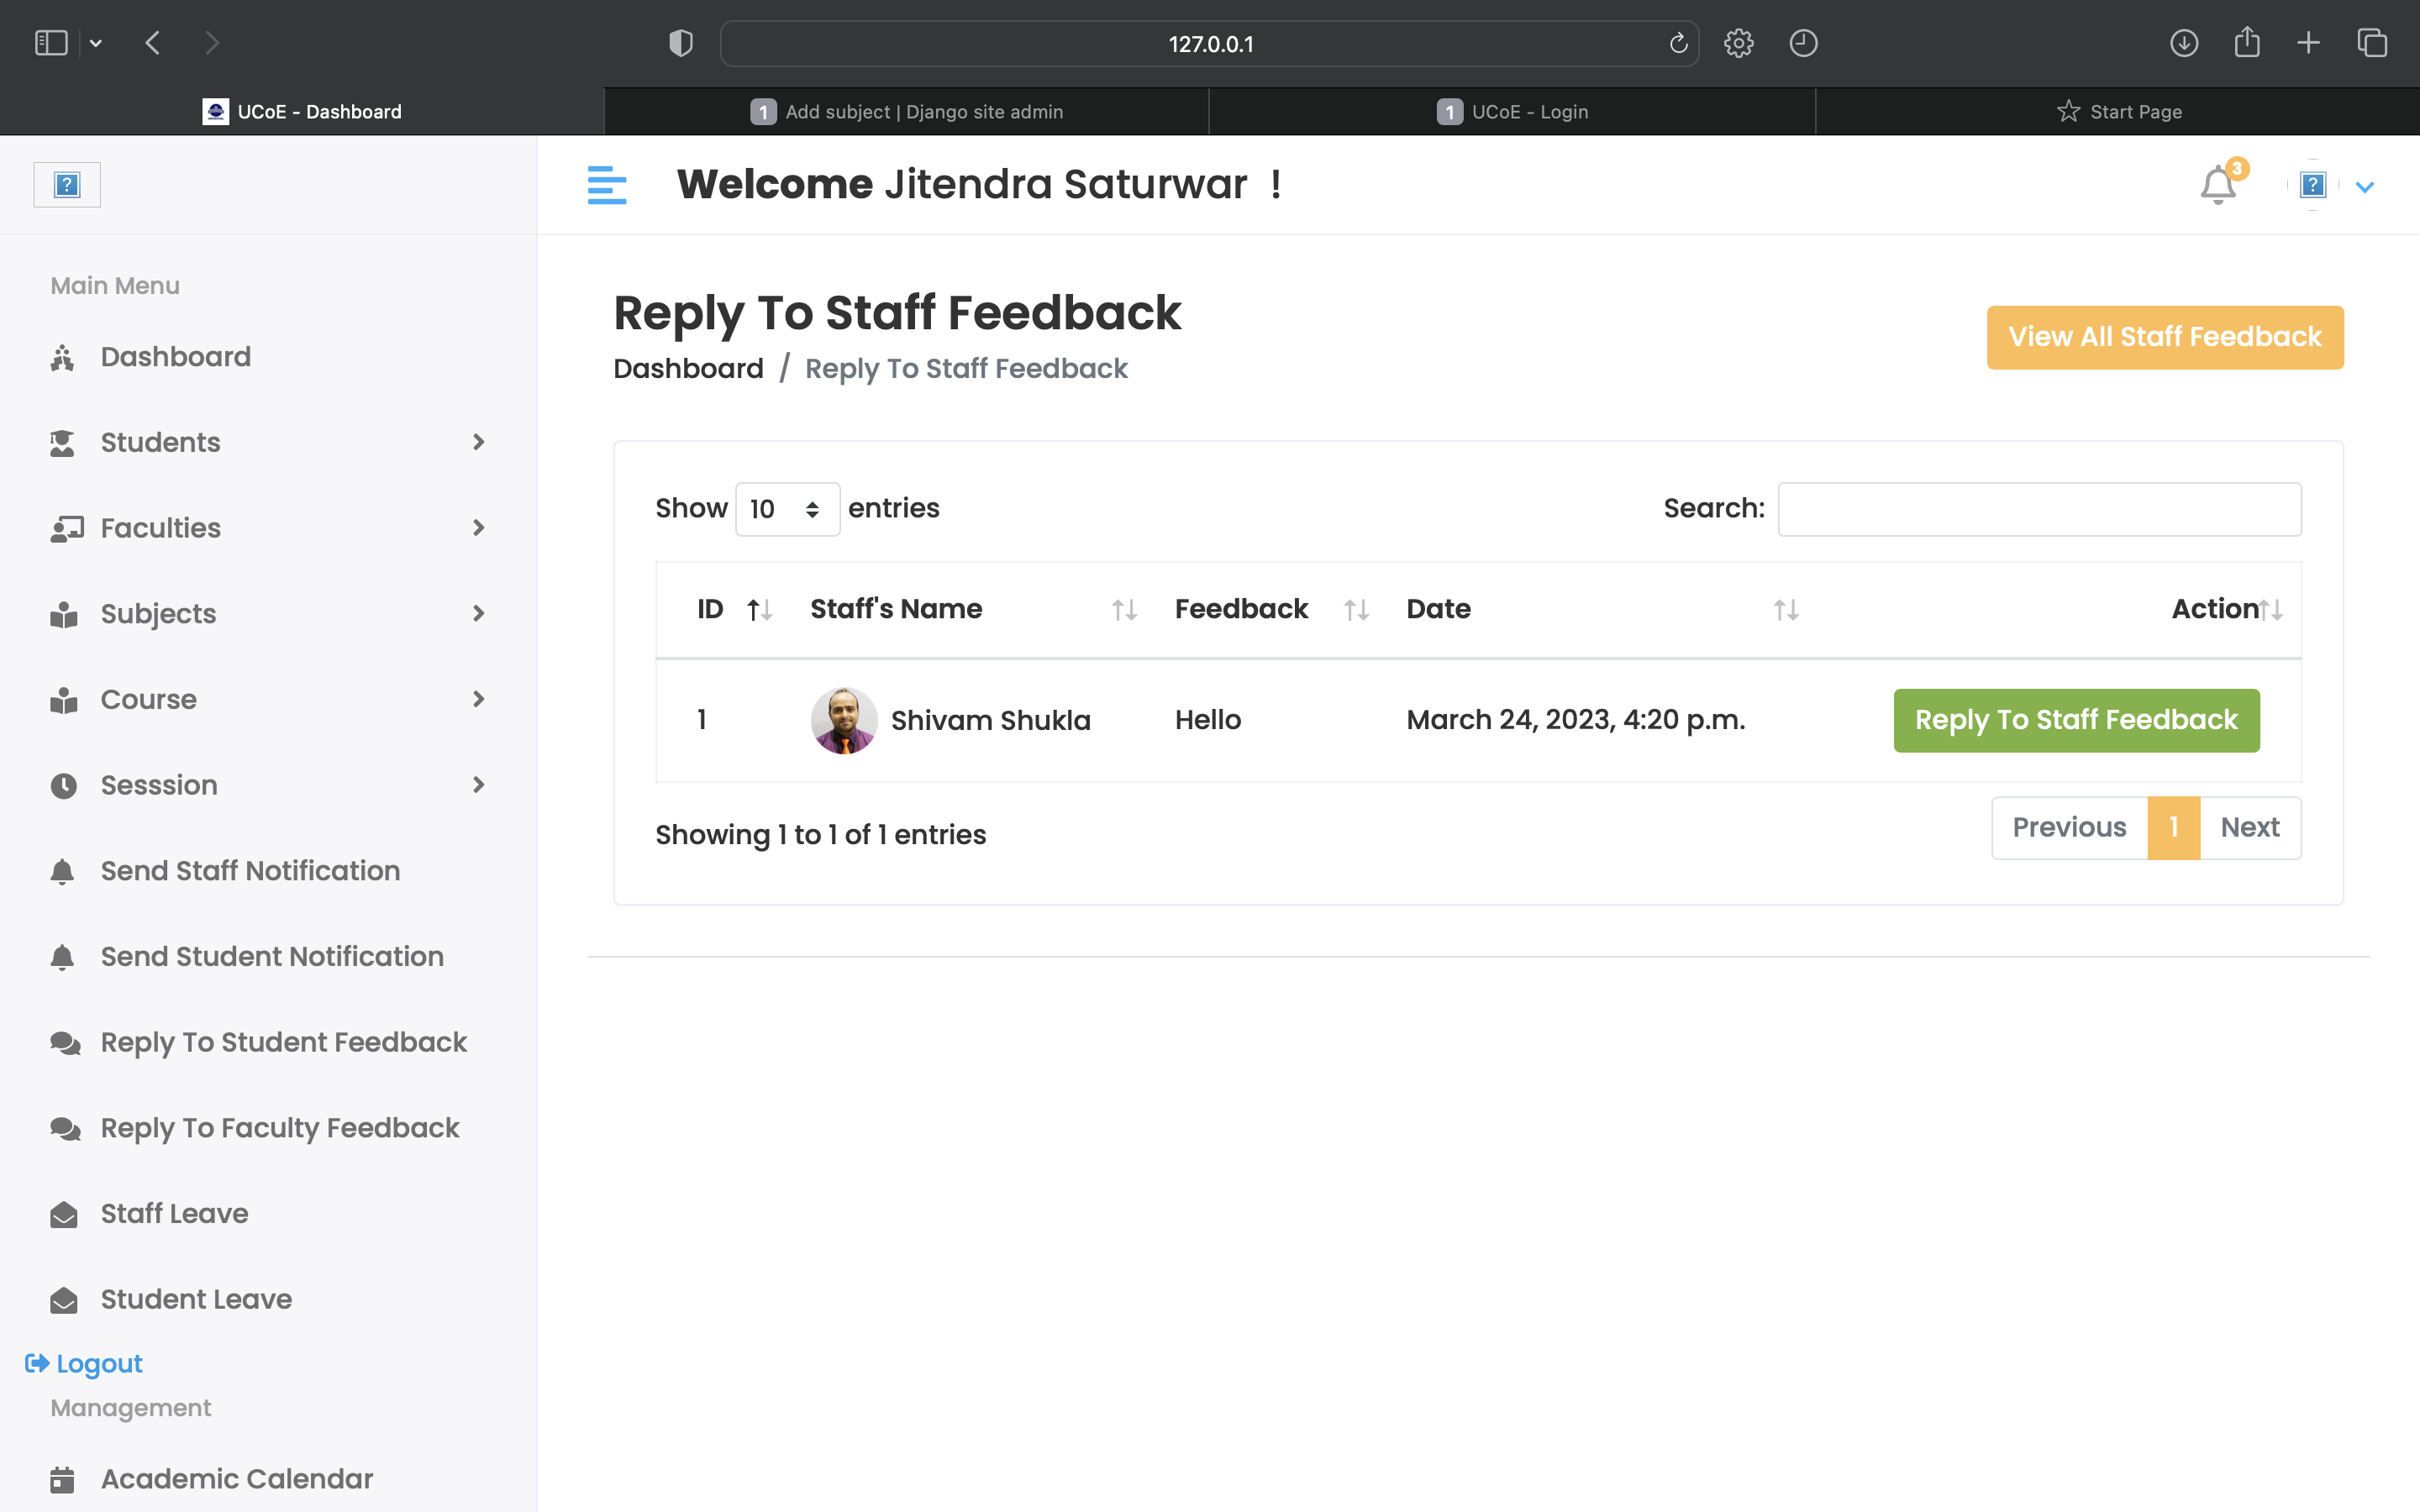 127.0.0.1
UCoE - Dashboard
1 Add subject | Django site admin
1 UCoE - Login
Start Page
Welcome Jitendra Saturwar !
3
Main Menu
Dashboard
Students
Faculties
Subjects
Course
Sesssion
Send Staff Notification
Send Student Notification
Reply To Student Feedback
Reply To Faculty Feedback
Staff Leave
Student Leave
Logout
Management
Academic Calendar
Reply To Staff Feedback
Dashboard / Reply To Staff Feedback
View All Staff Feedback
Show 10 entries
Search:
ID Staff's Name Feedback Date Action
1 Shivam Shukla Hello March 24, 2023, 4:20 p.m. Reply To Staff Feedback
Showing 1 to 1 of 1 entries
Previous 1 Next